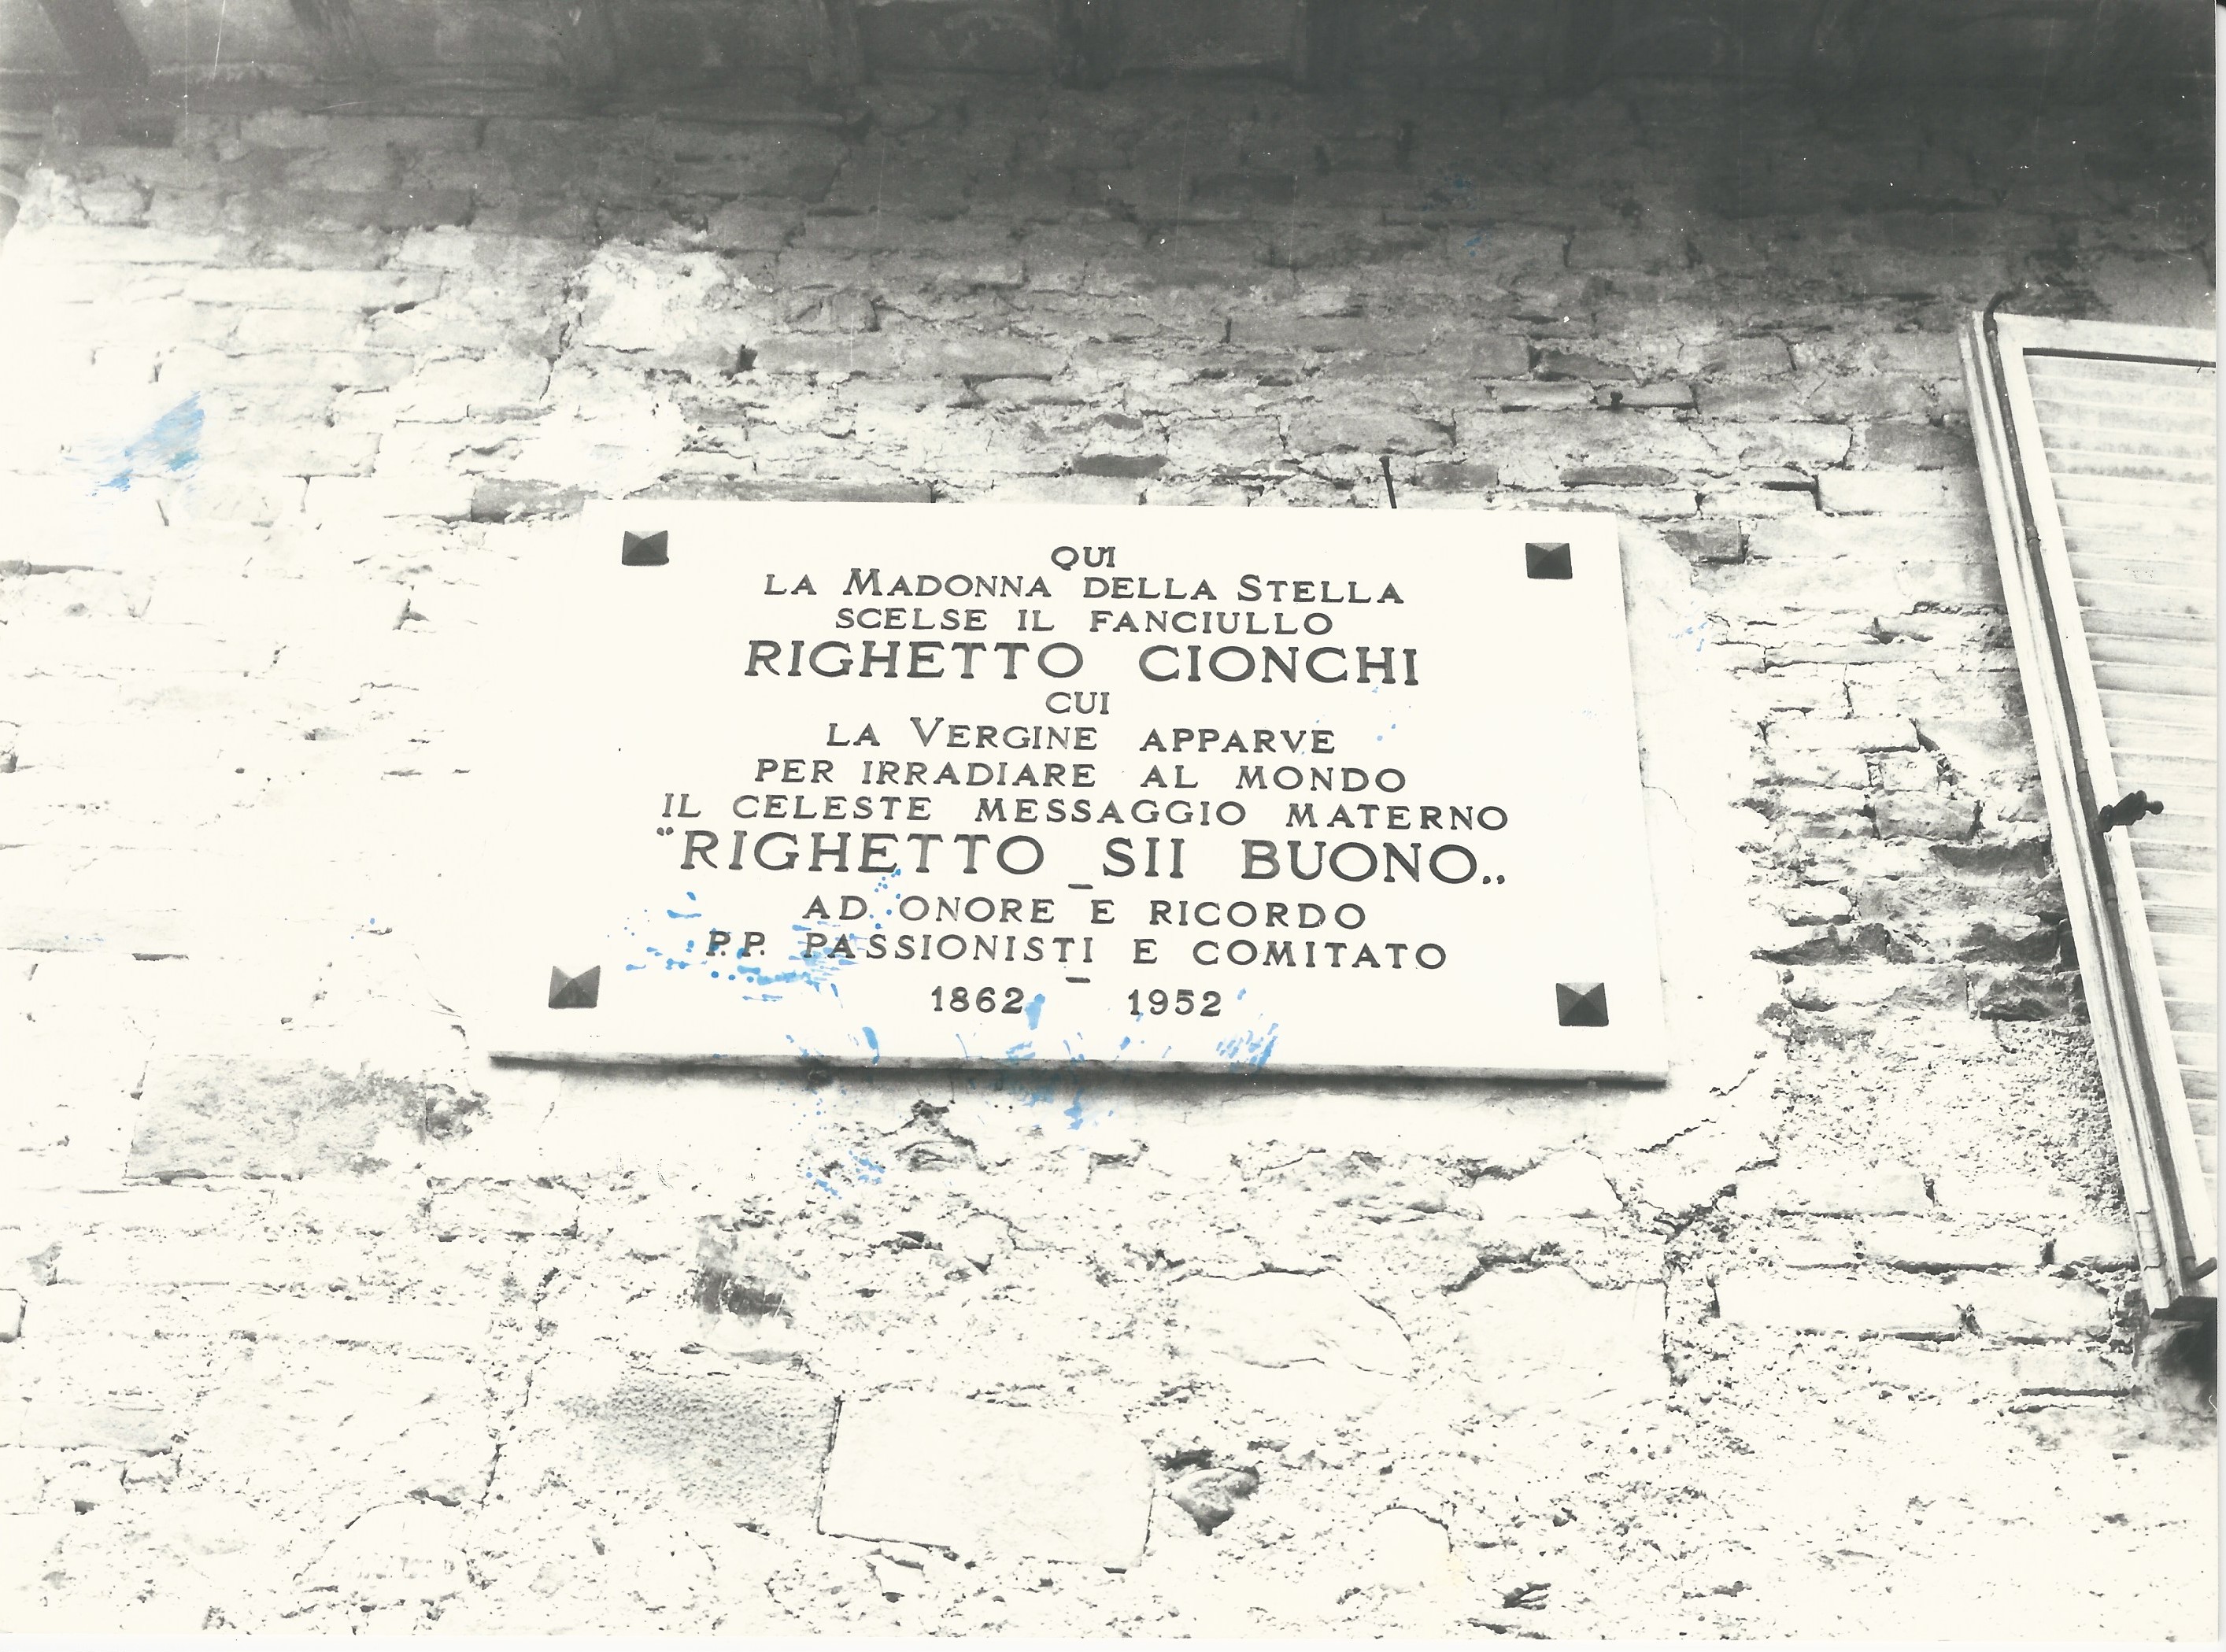 QUI
LA MADONNA DELLA STELLA
SCELSE IL FANCIULLO
RIGHETTO CIONCHI
CUI
LA VERGINE APPARVE
PER IRRADIARE AL MONDO
IL CELESTE MESSAGGIO MATERNO
"RIGHETTO SII BUONO„
AD ONORE E RICORDO
P.P. PASSIONISTI E COMITATO
1862 1952